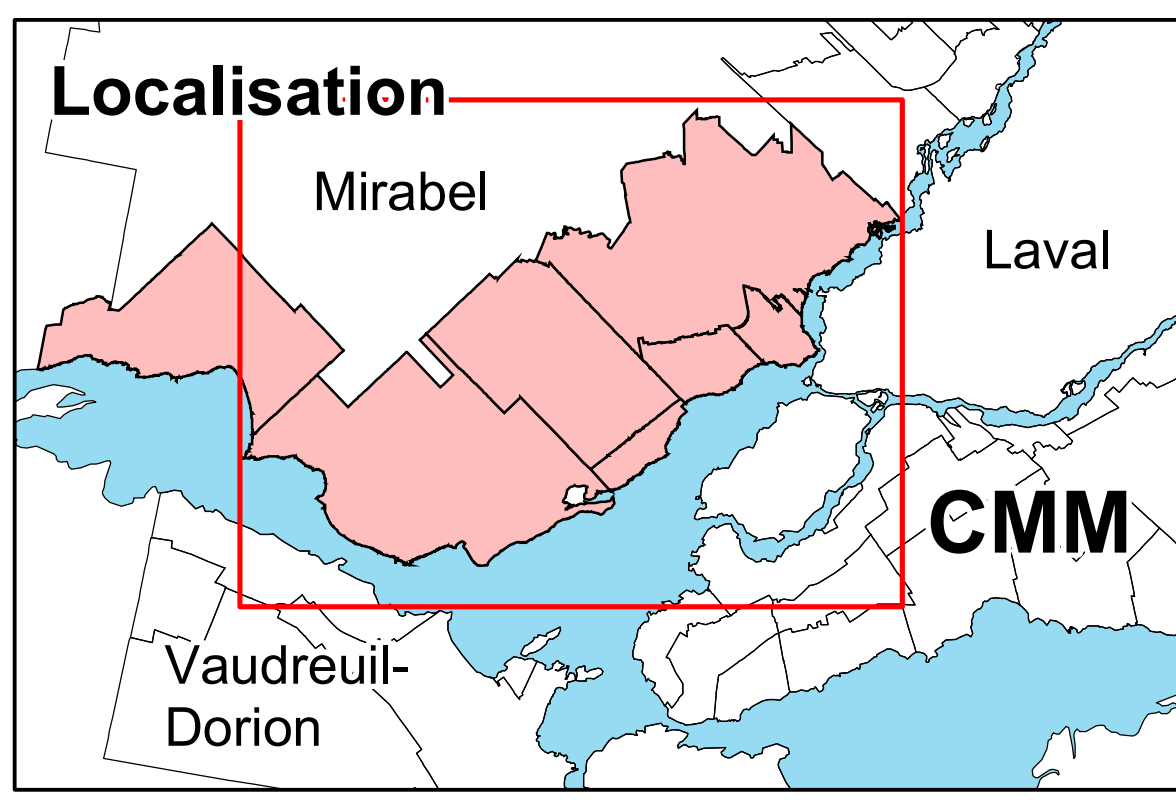 Localisation
Mirabel
Laval
CMM
Vaudreuil-
Dorion